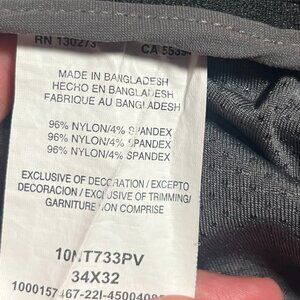 RN 130273 CA 55394
MADE IN BANGLADESH
HECHO EN BANGLADESH
FABRIQUE AU BANGLADESH
96% NYLON/4% SPANDEX
96% NYLON/4% SPANDEX
96% NYLON/4% SPANDEX
EXCLUSIVE OF DECORATION / EXCEPTO
DECORACION / EXCLUSIVE OF TRIMMING/
GARNITURE NON COMPRISE
10NT733PV
34X32